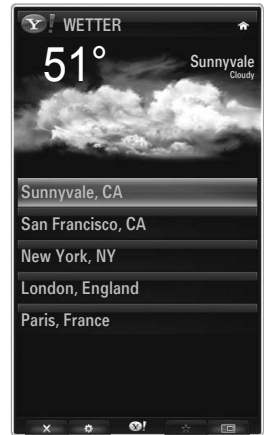 Y! WETTER
51°
Sunnyvale
Cloudy
Sunnyvale, CA
San Francisco, CA
New York, NY
London, England
Paris, France
Y!